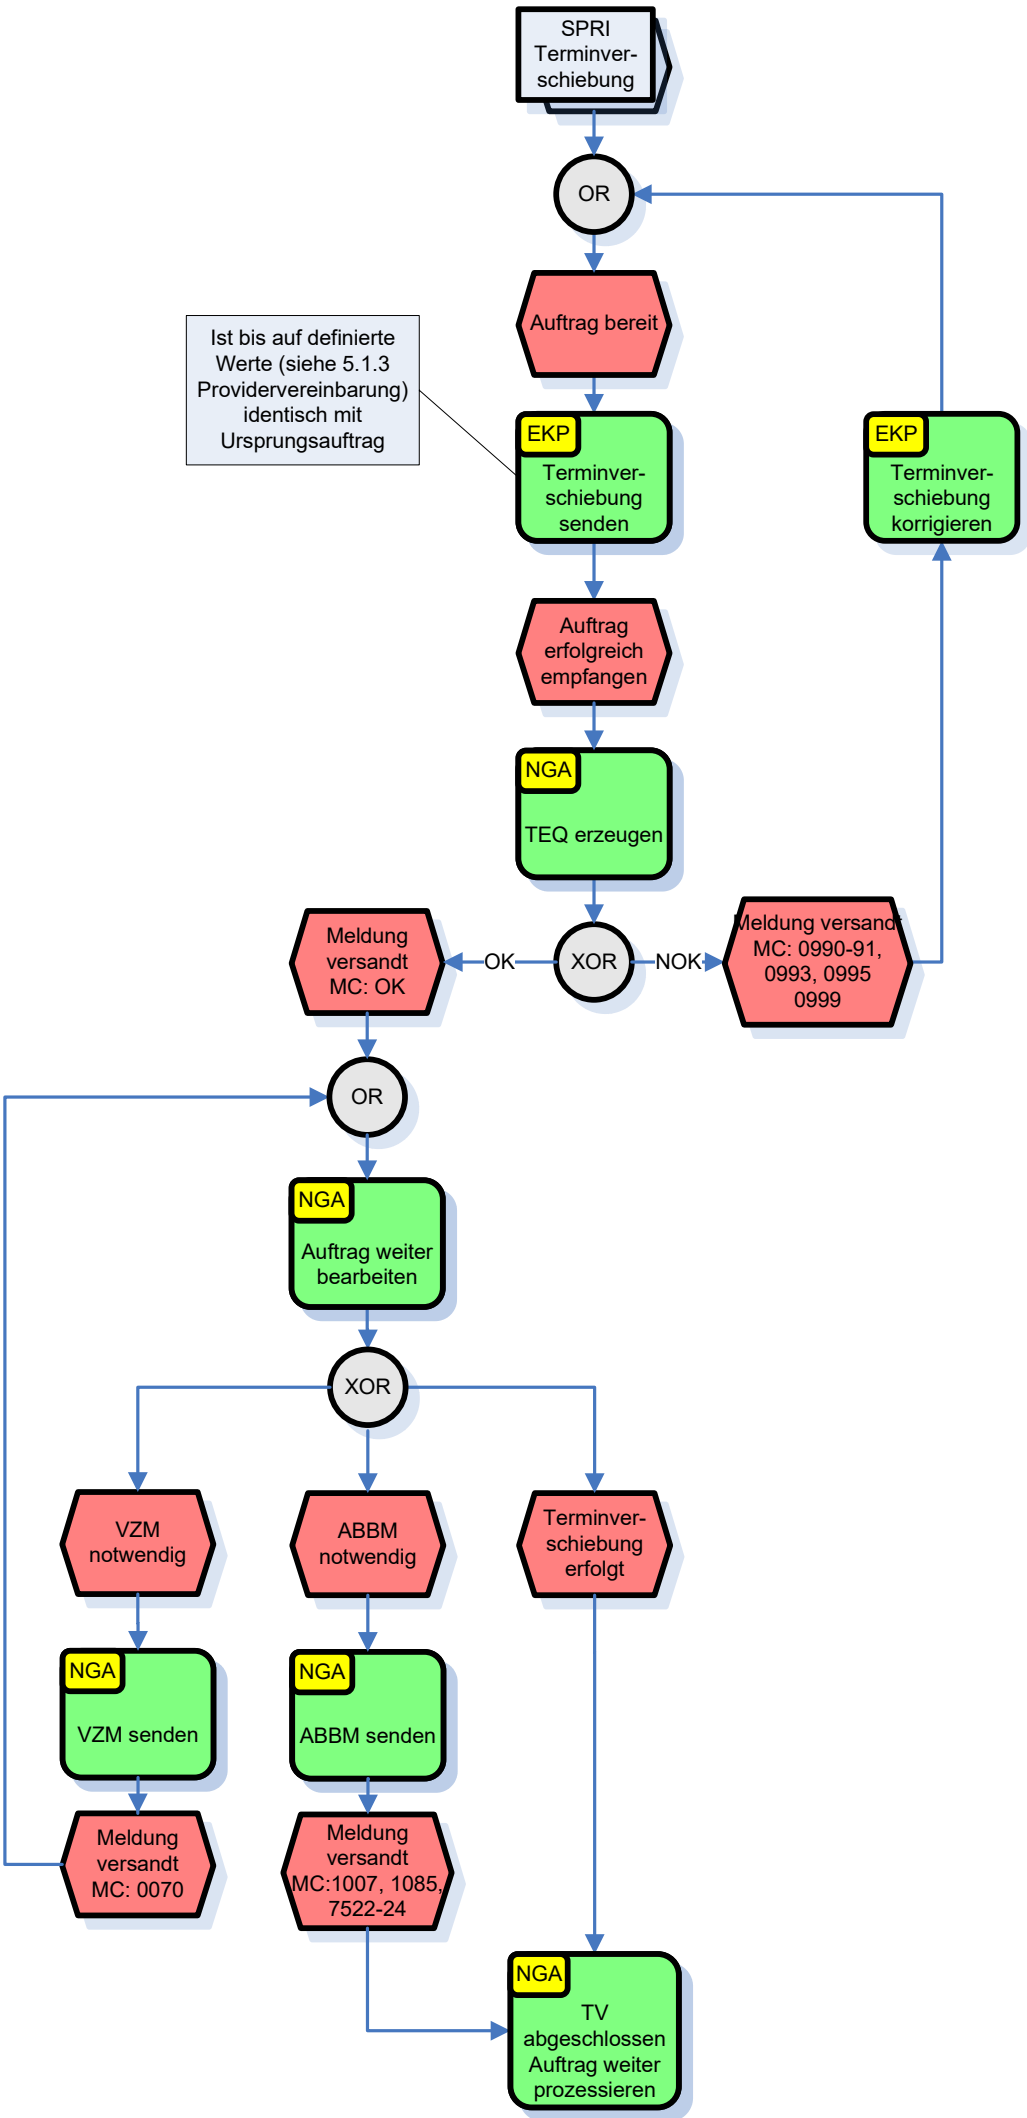 SPRI
Terminver-
schiebung
OR
Auftrag bereit
Ist bis auf definierte
Werte (siehe 5.1.3
Providervereinbarung)
identisch mit
Ursprungsauftrag
EKP
Terminver-
schiebung
senden
EKP
Terminver-
schiebung
korrigieren
Auftrag
erfolgreich
empfangen
NGA
TEQ erzeugen
Meldung
versandt
MC: OK
OK
XOR
NOK
Meldung versandt
MC: 0990-91,
0993, 0995
0999
OR
NGA
Auftrag weiter
bearbeiten
XOR
VZM
notwendig
ABBM
notwendig
Terminver-
schiebung
erfolgt
NGA
VZM senden
NGA
ABBM senden
Meldung
versandt
MC: 0070
Meldung
versandt
MC:1007, 1085,
7522-24
NGA
TV
abgeschlossen
Auftrag weiter
prozessieren